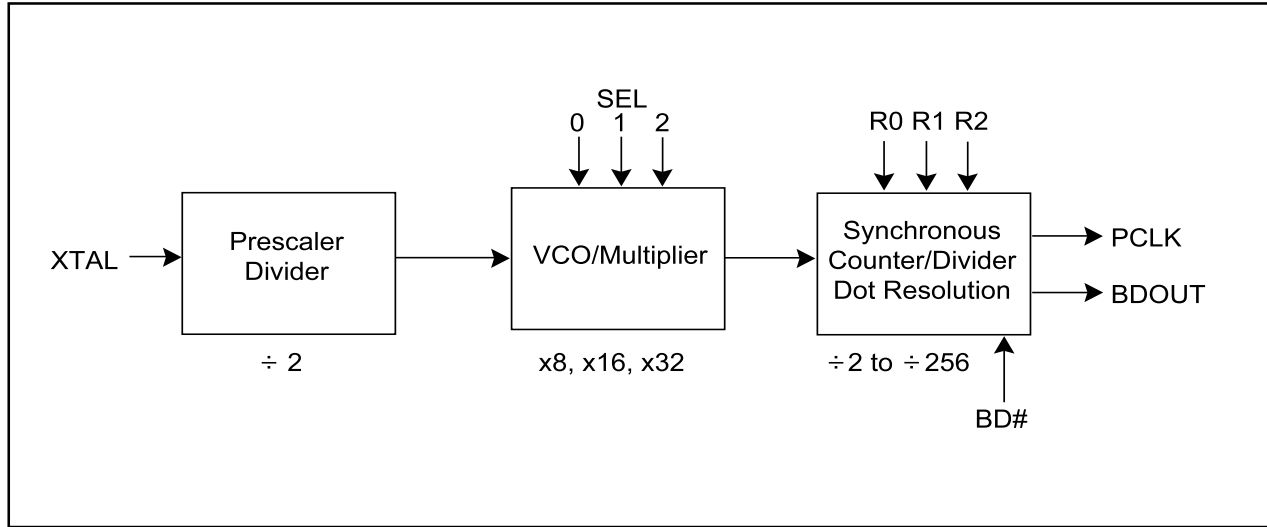 SEL
0 1 2
R0 R1 R2
XTAL
Prescaler
Divider
÷ 2
VCO/Multiplier
x8, x16, x32
Synchronous
Counter/Divider
Dot Resolution
÷2 to ÷256
PCLK
BDOUT
BD#